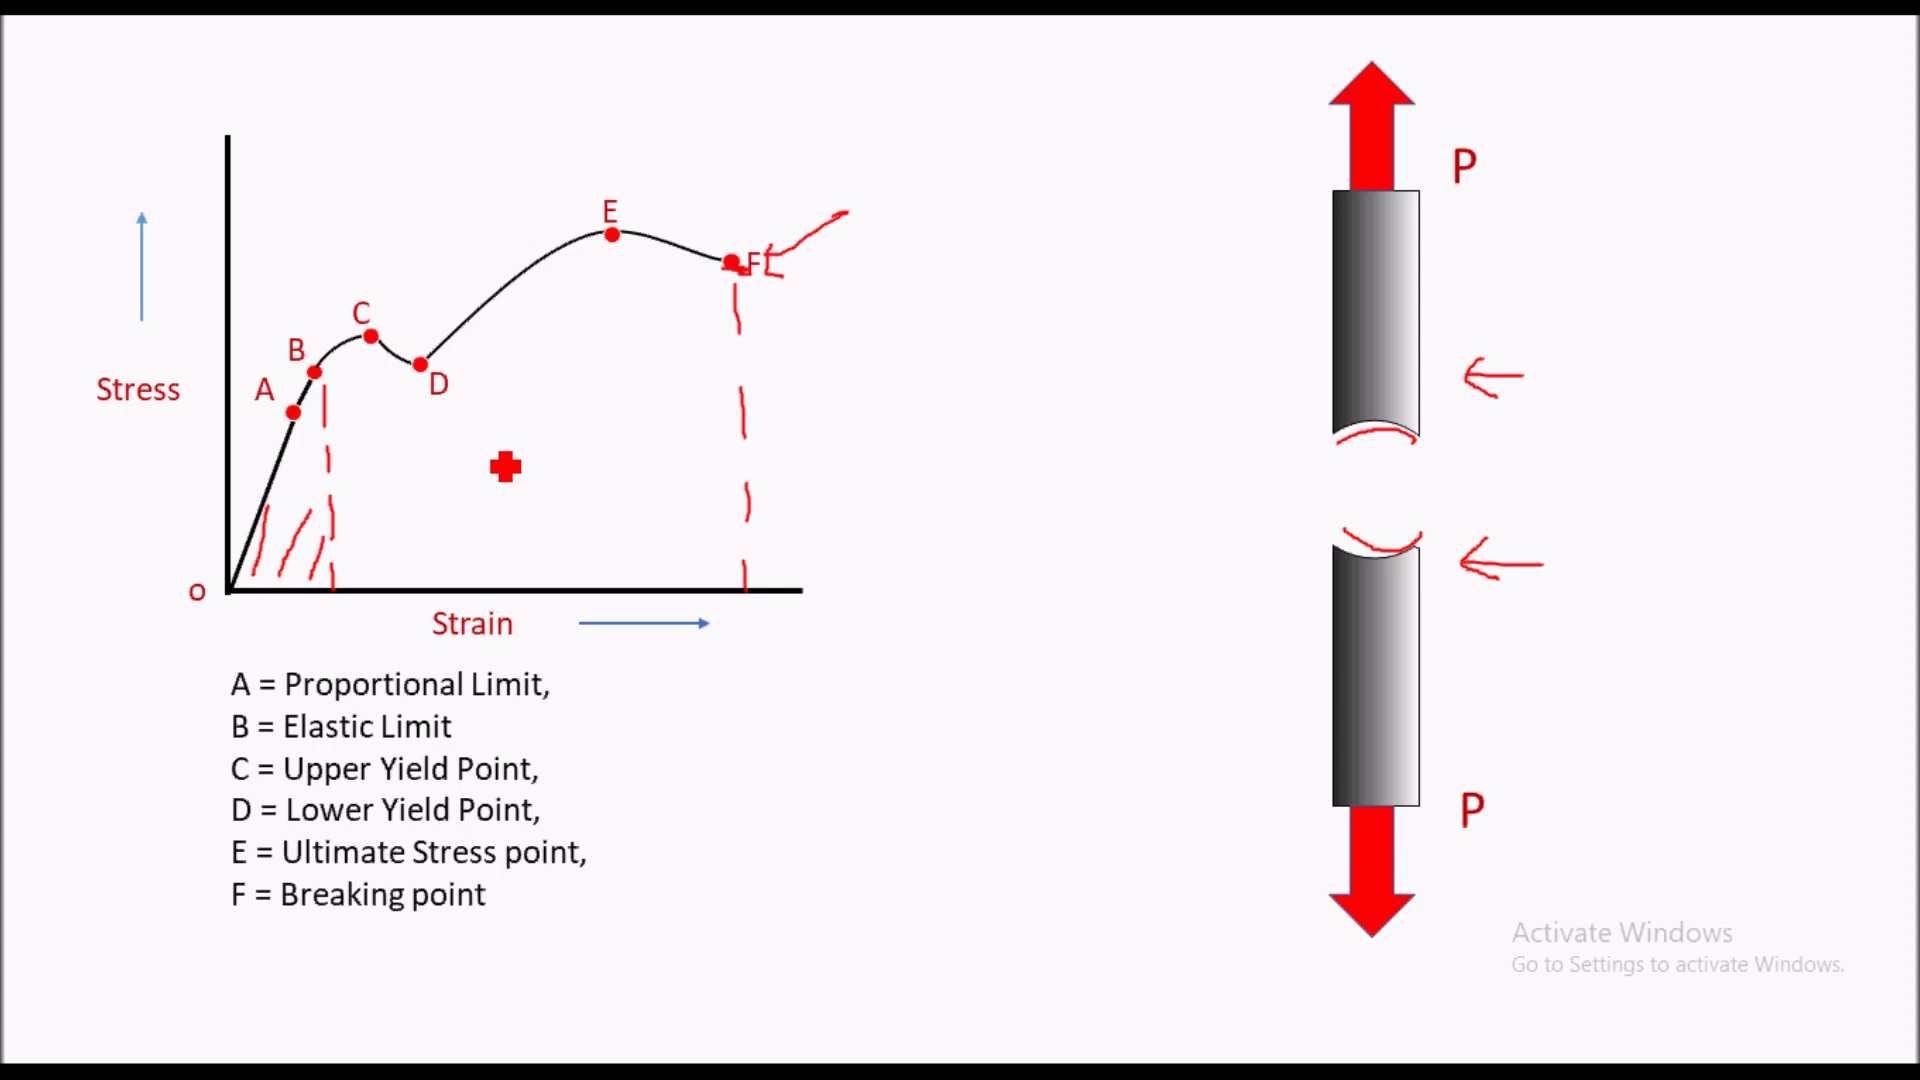 P
E
F
C
B
D
A
Stress
o
Strain
A = Proportional Limit,
B = Elastic Limit
C = Upper Yield Point,
D = Lower Yield Point,
E = Ultimate Stress point,
F = Breaking point
P
Activate Windows
Go to Settings to activate Windows.